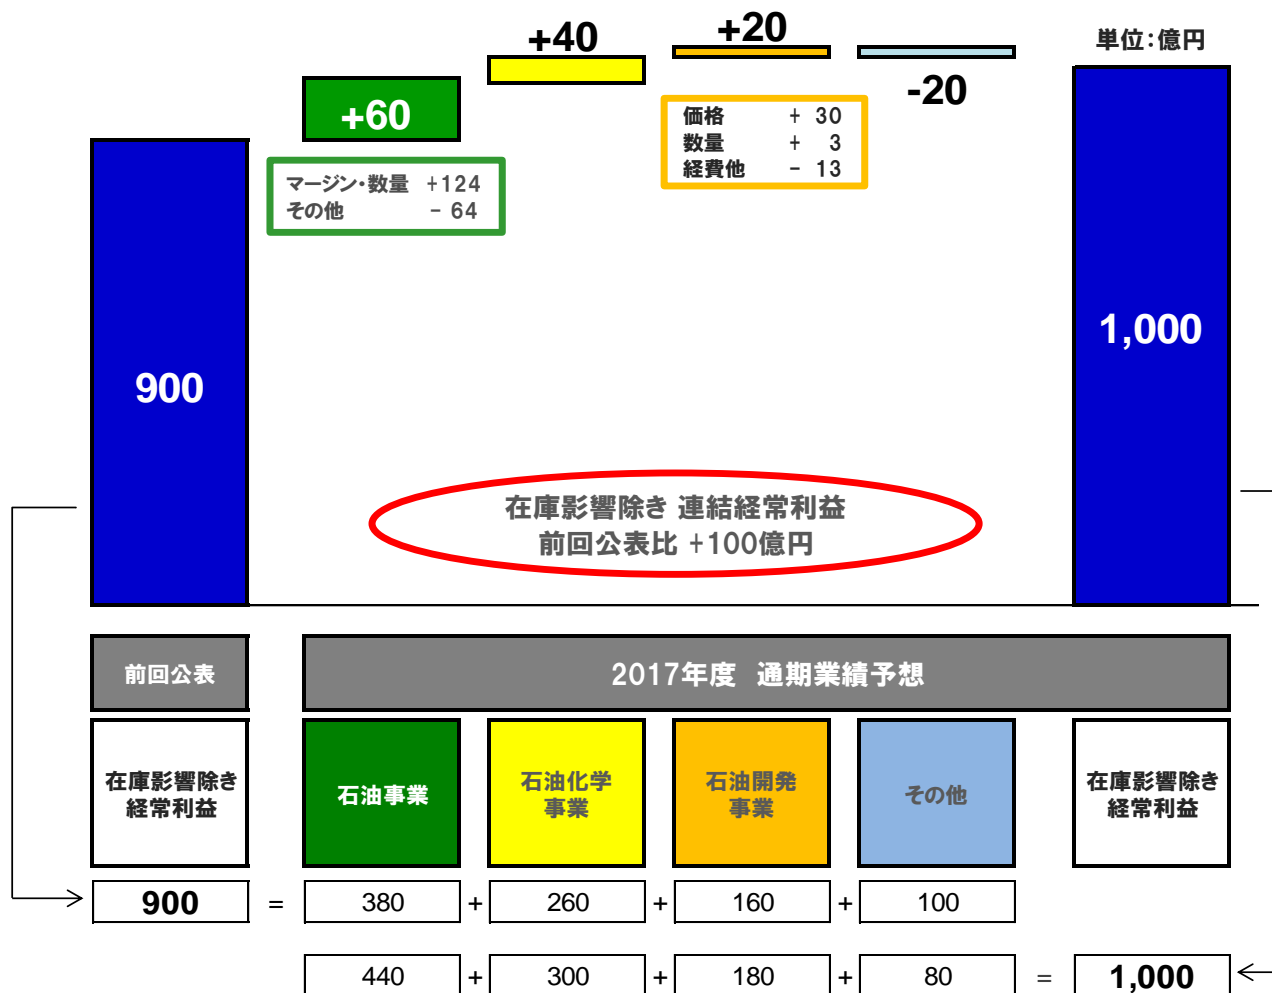 +40
+20
単位:億円
+60
-20
価格 + 30
数量 + 3
経費他 - 13
マージン・数量 +124
その他 - 64
900
1,000
在庫影響除き 連結経常利益
前回公表比 +100億円
前回公表
2017年度 通期業績予想
在庫影響除き
経常利益
石油事業
石油化学
事業
石油開発
事業
その他
在庫影響除き
経常利益
900 = 380 + 260 + 160 + 100
440 + 300 + 180 + 80 = 1,000